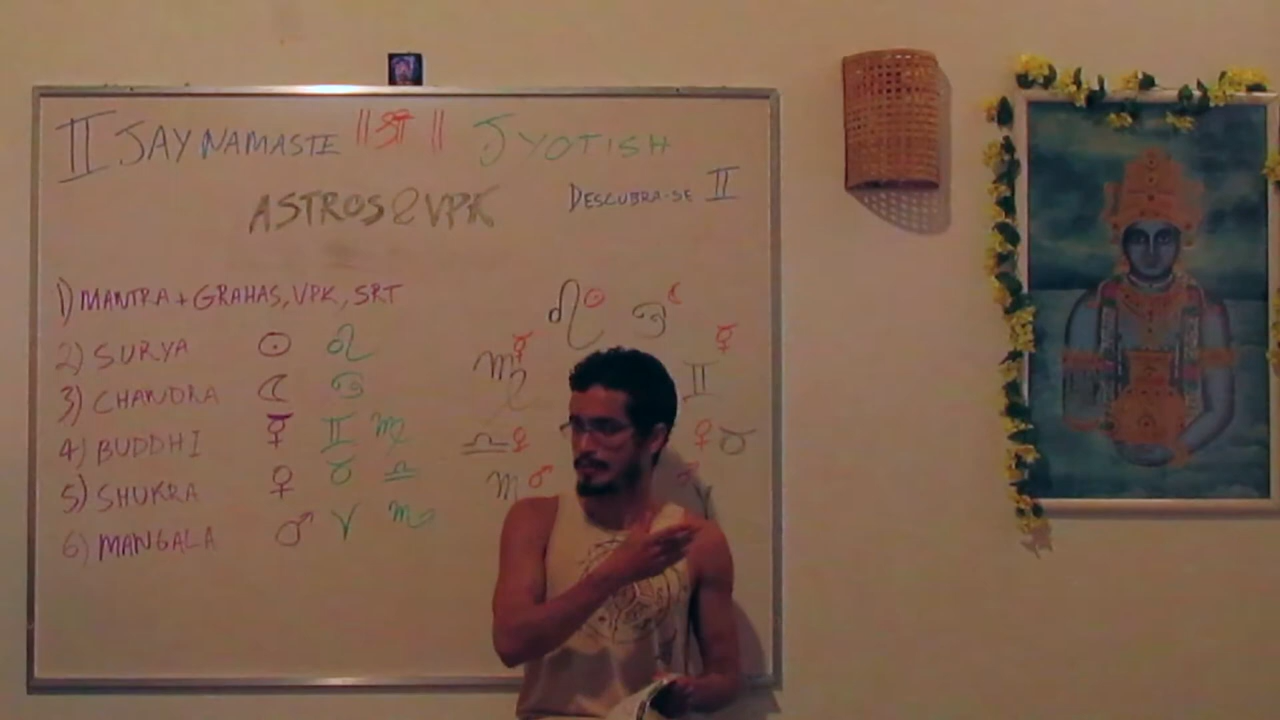 II JAY NAMASTE ||श्री|| JYOTISH
ASTROS & VPK
DESCUBRA-SE II
1) MANTRA + GRAHAS, VPK, SRT
2) SURYA ☉ ♌
3) CHANDRA ☾ ♋
4) BUDDHI ☿ ♊ ♍
5) SHUKRA ♀ ♉ ♎
6) MANGALA ♂ ♈ ♏
♌ ☉ ♋ ☾
♍ ☿ ☿ ♊
♎ ♀ ♀ ♉
♏ ♂ ♂ ♈